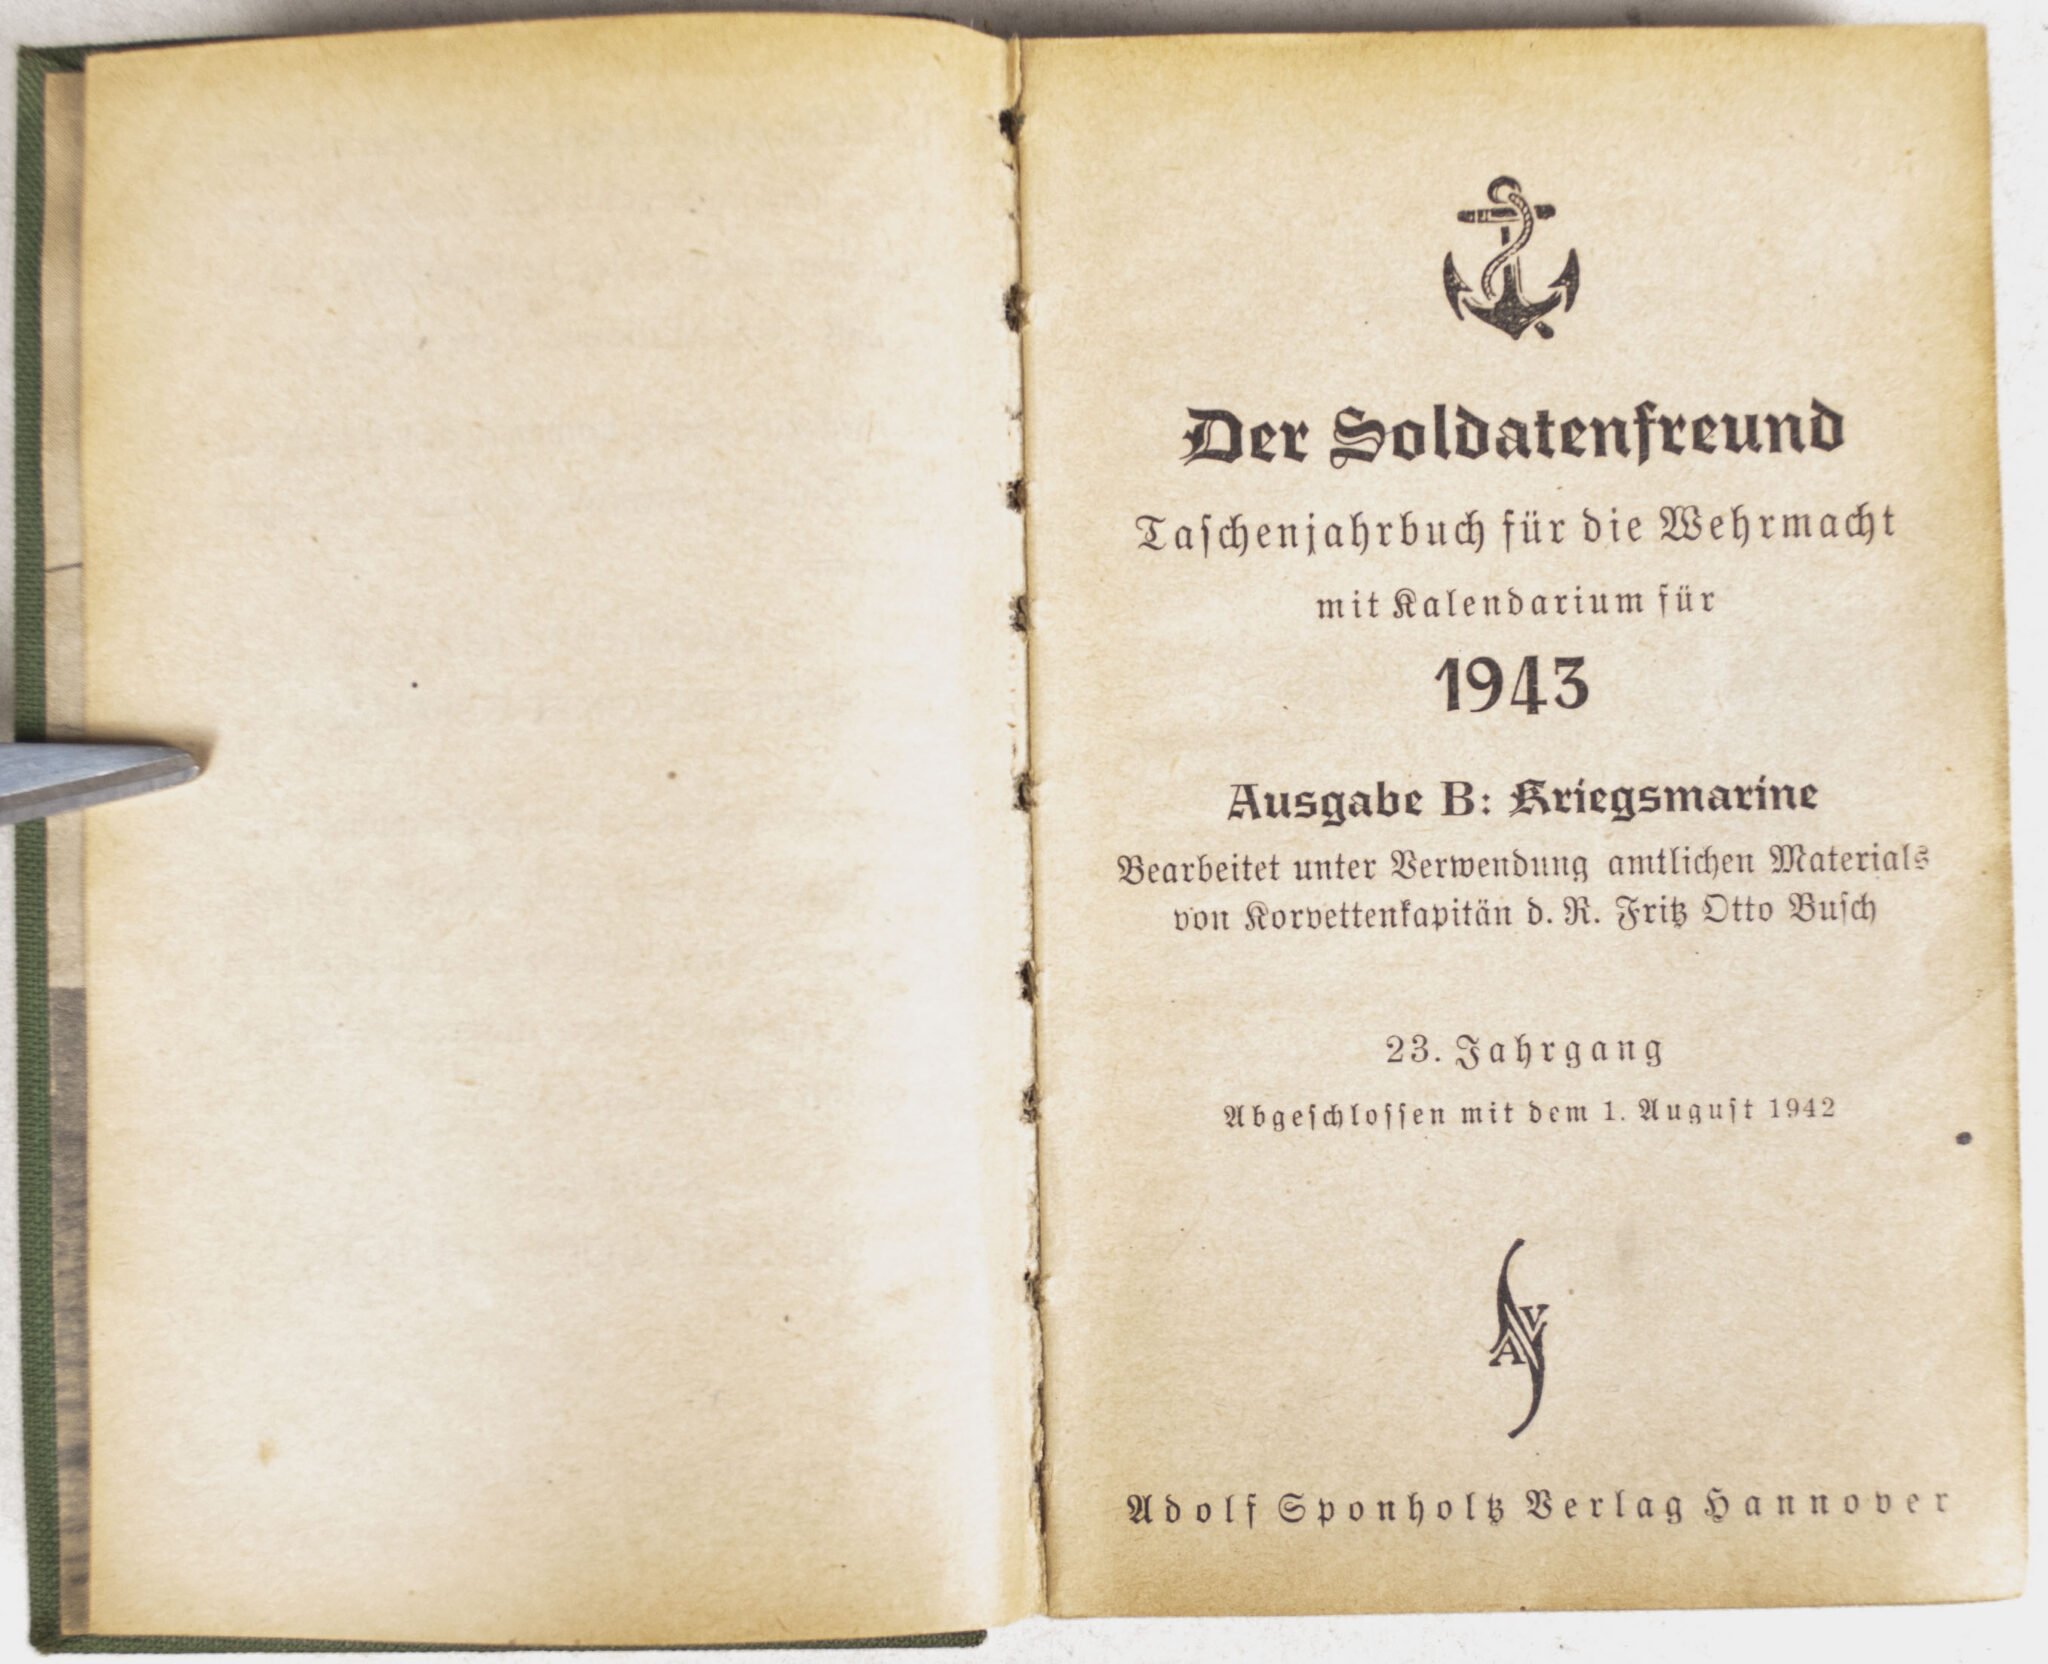 Der Soldatenfreund
Taschenjahrbuch für die Wehrmacht
mit Kalendarium für
1943
Ausgabe B: Kriegsmarine
Bearbeitet unter Verwendung amtlichen Materials
von Korvettenkapitän d. R. Fritz Otto Busch
23. Jahrgang
Abgeschlossen mit dem 1. August 1942
A V
Adolf Sponholtz Verlag Hannover